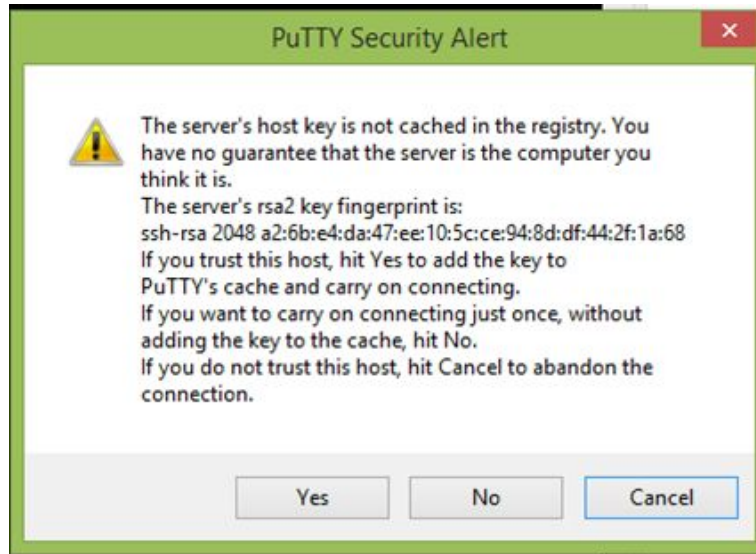 PuTTY Security Alert
The server's host key is not cached in the registry. You
have no guarantee that the server is the computer you
think it is.
The server's rsa2 key fingerprint is:
ssh-rsa 2048 a2:6b:e4:da:47:ee:10:5c:ce:94:8d:df:44:2f:1a:68
If you trust this host, hit Yes to add the key to
PuTTY's cache and carry on connecting.
If you want to carry on connecting just once, without
adding the key to the cache, hit No.
If you do not trust this host, hit Cancel to abandon the
connection.
Yes No Cancel